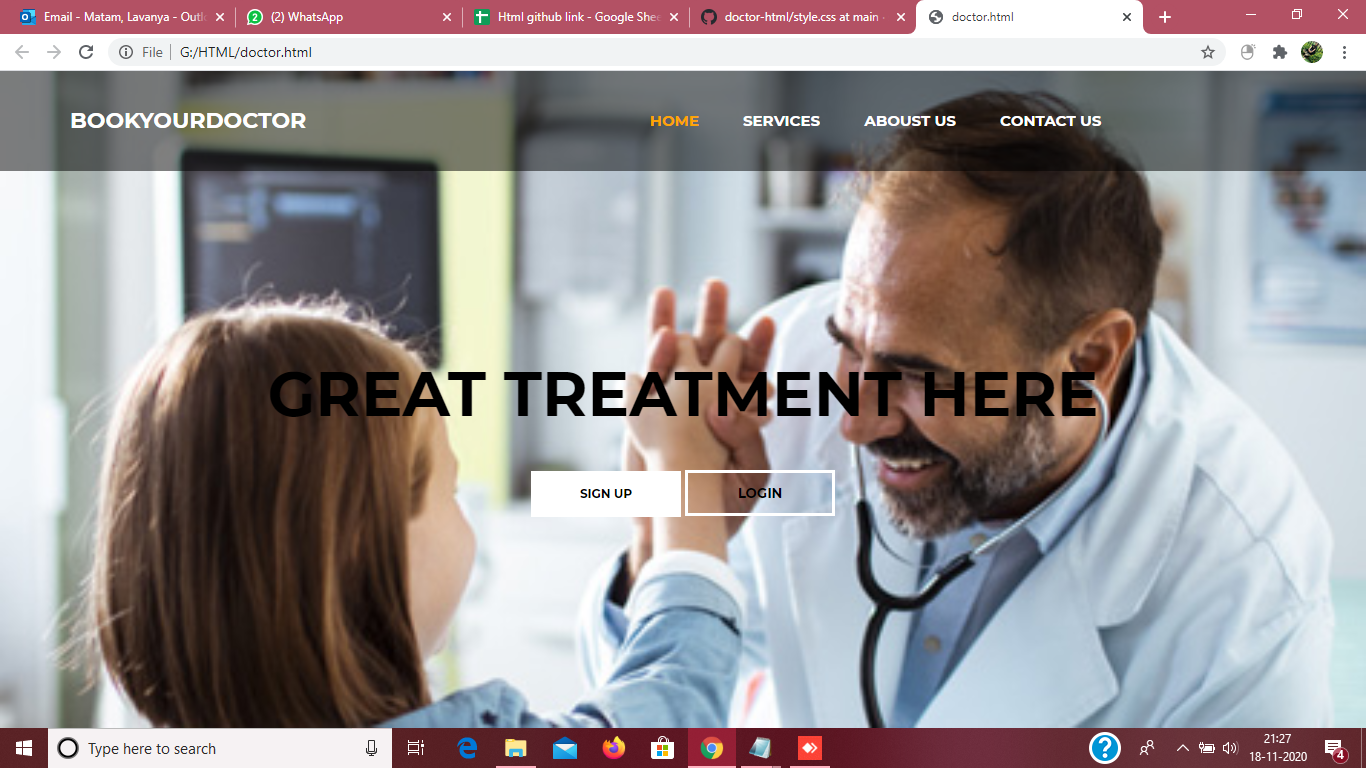 Email - Matam, Lavanya - Outl
(2) WhatsApp
Html github link - Google Shee
doctor-html/style.css at main -
doctor.html
File
G:/HTML/doctor.html
BOOKYOURDOCTOR
HOME
SERVICES
ABOUST US
CONTACT US
GREAT TREATMENT HERE
SIGN UP
LOGIN
Type here to search
21:27
18-11-2020
4